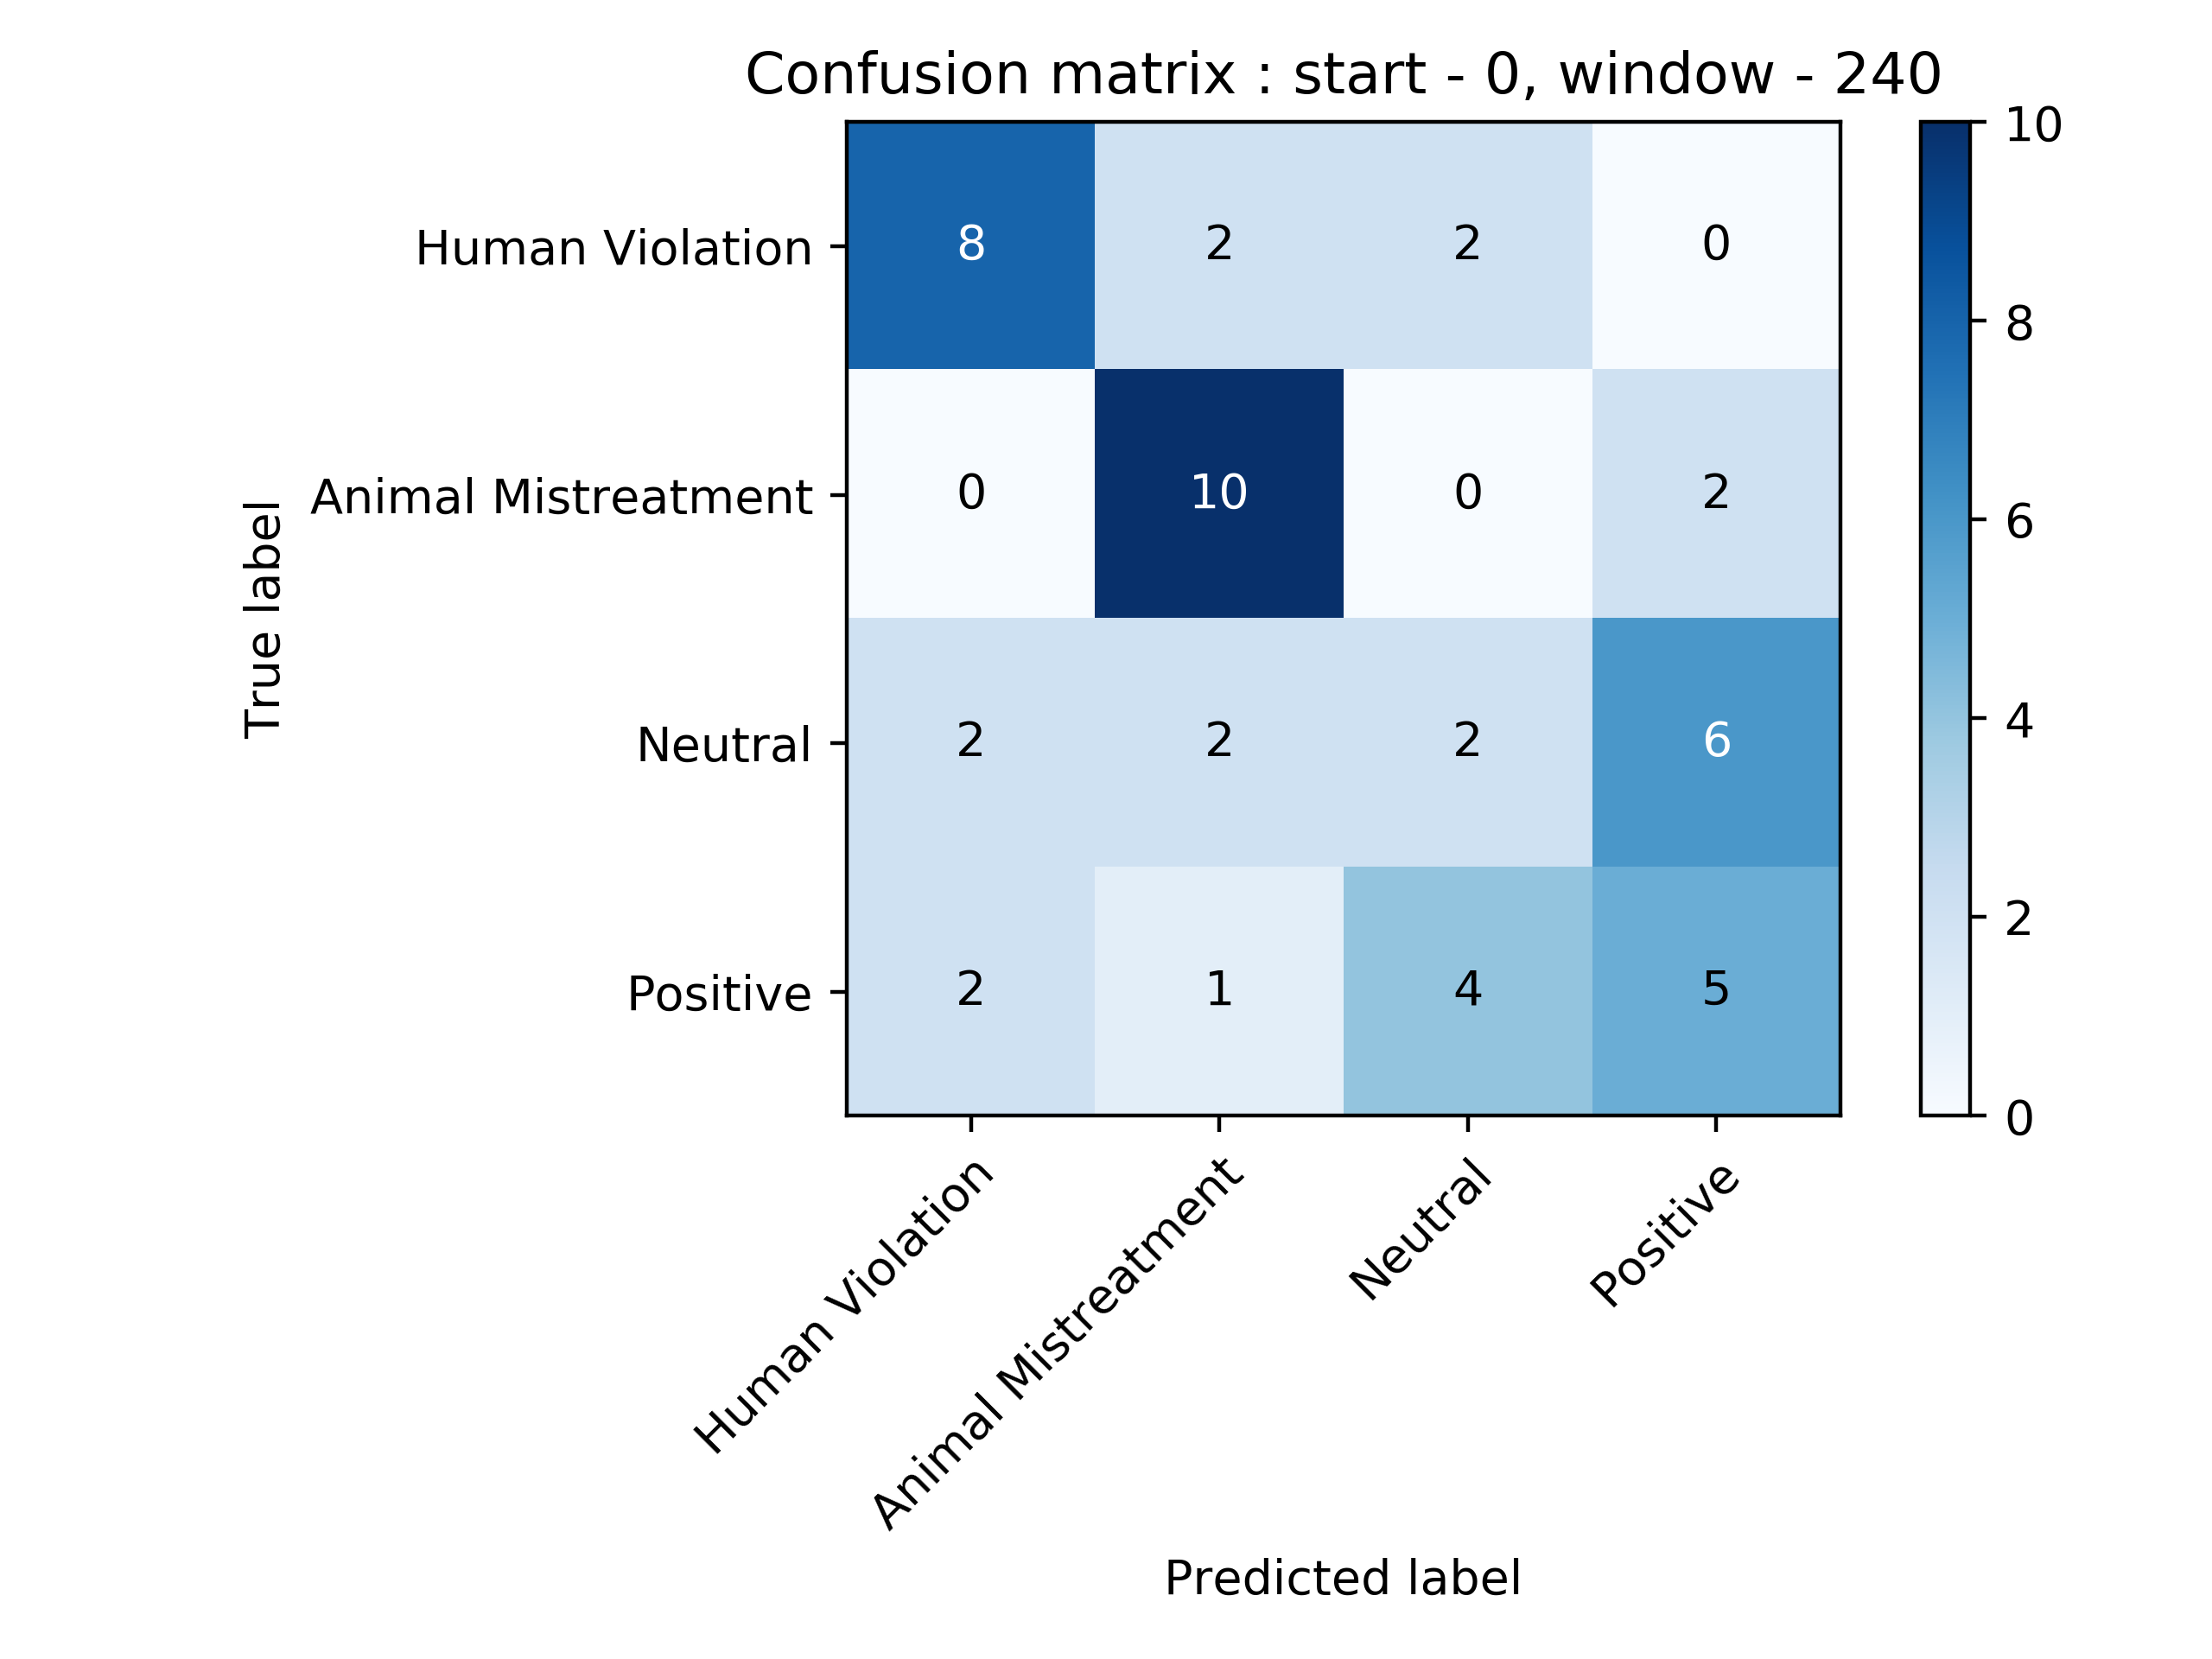 Confusion matrix : start - 0, window - 240
True label
Human Violation 8 2 2 0
Animal Mistreatment 0 10 0 2
Neutral 2 2 2 6
Positive 2 1 4 5
Human Violation
Animal Mistreatment
Neutral
Positive
Predicted label
10
8
6
4
2
0